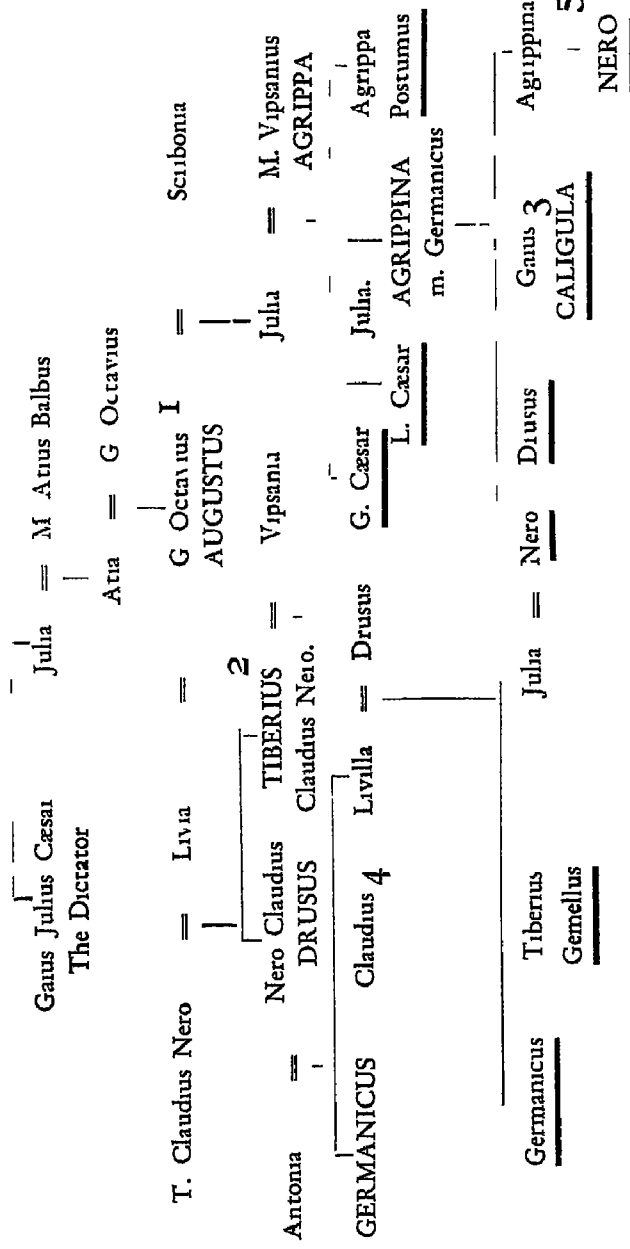 Julia = M Atius Balbus
Gaius Julius Cæsar
The Dictator
Atia = G Octavius
T. Claudius Nero = Livia = G Octavius 1 = Scribonia
AUGUSTUS
Antonia = Nero Claudius TIBERIUS 2 = Vipsania Julia = M. Vipsanius
DRUSUS Claudius Nero. AGRIPPA
GERMANICUS Claudius 4 Livilla = Drusus G. Cæsar L. Cæsar Julia. AGRIPPINA Agrippa
m. Germanicus Postumus
Germanicus Tiberius Julia = Nero Drusus Gaius 3 Agrippina
Gemellus CALIGULA
NERO 5